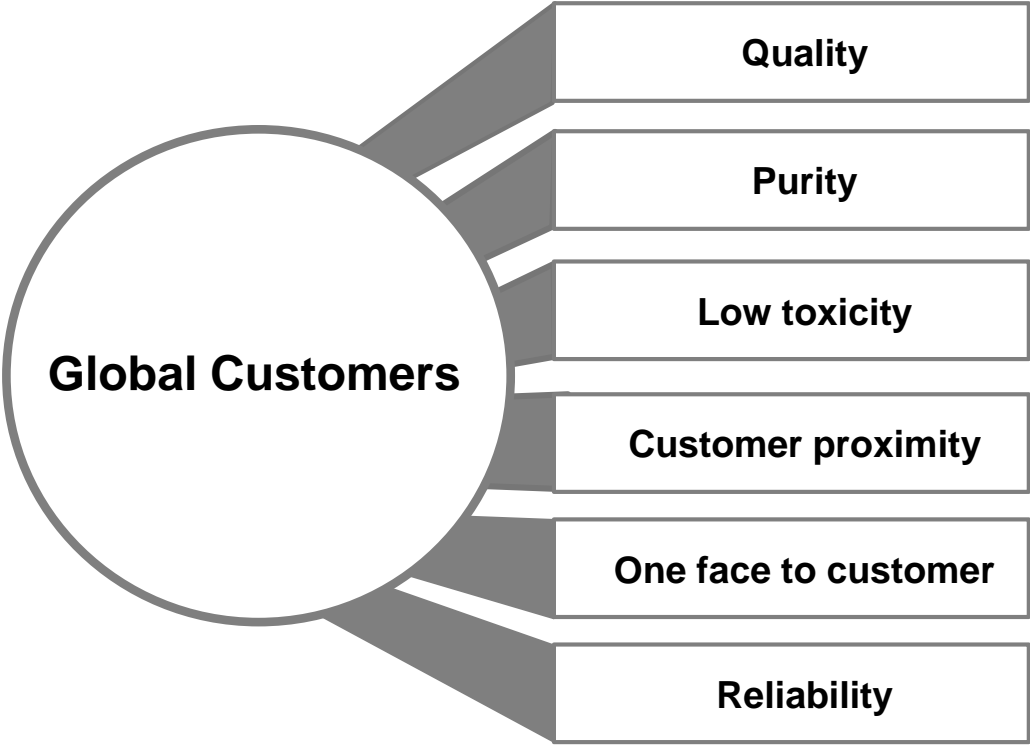 Quality
Purity
Low toxicity
Global Customers
Customer proximity
One face to customer
Reliability